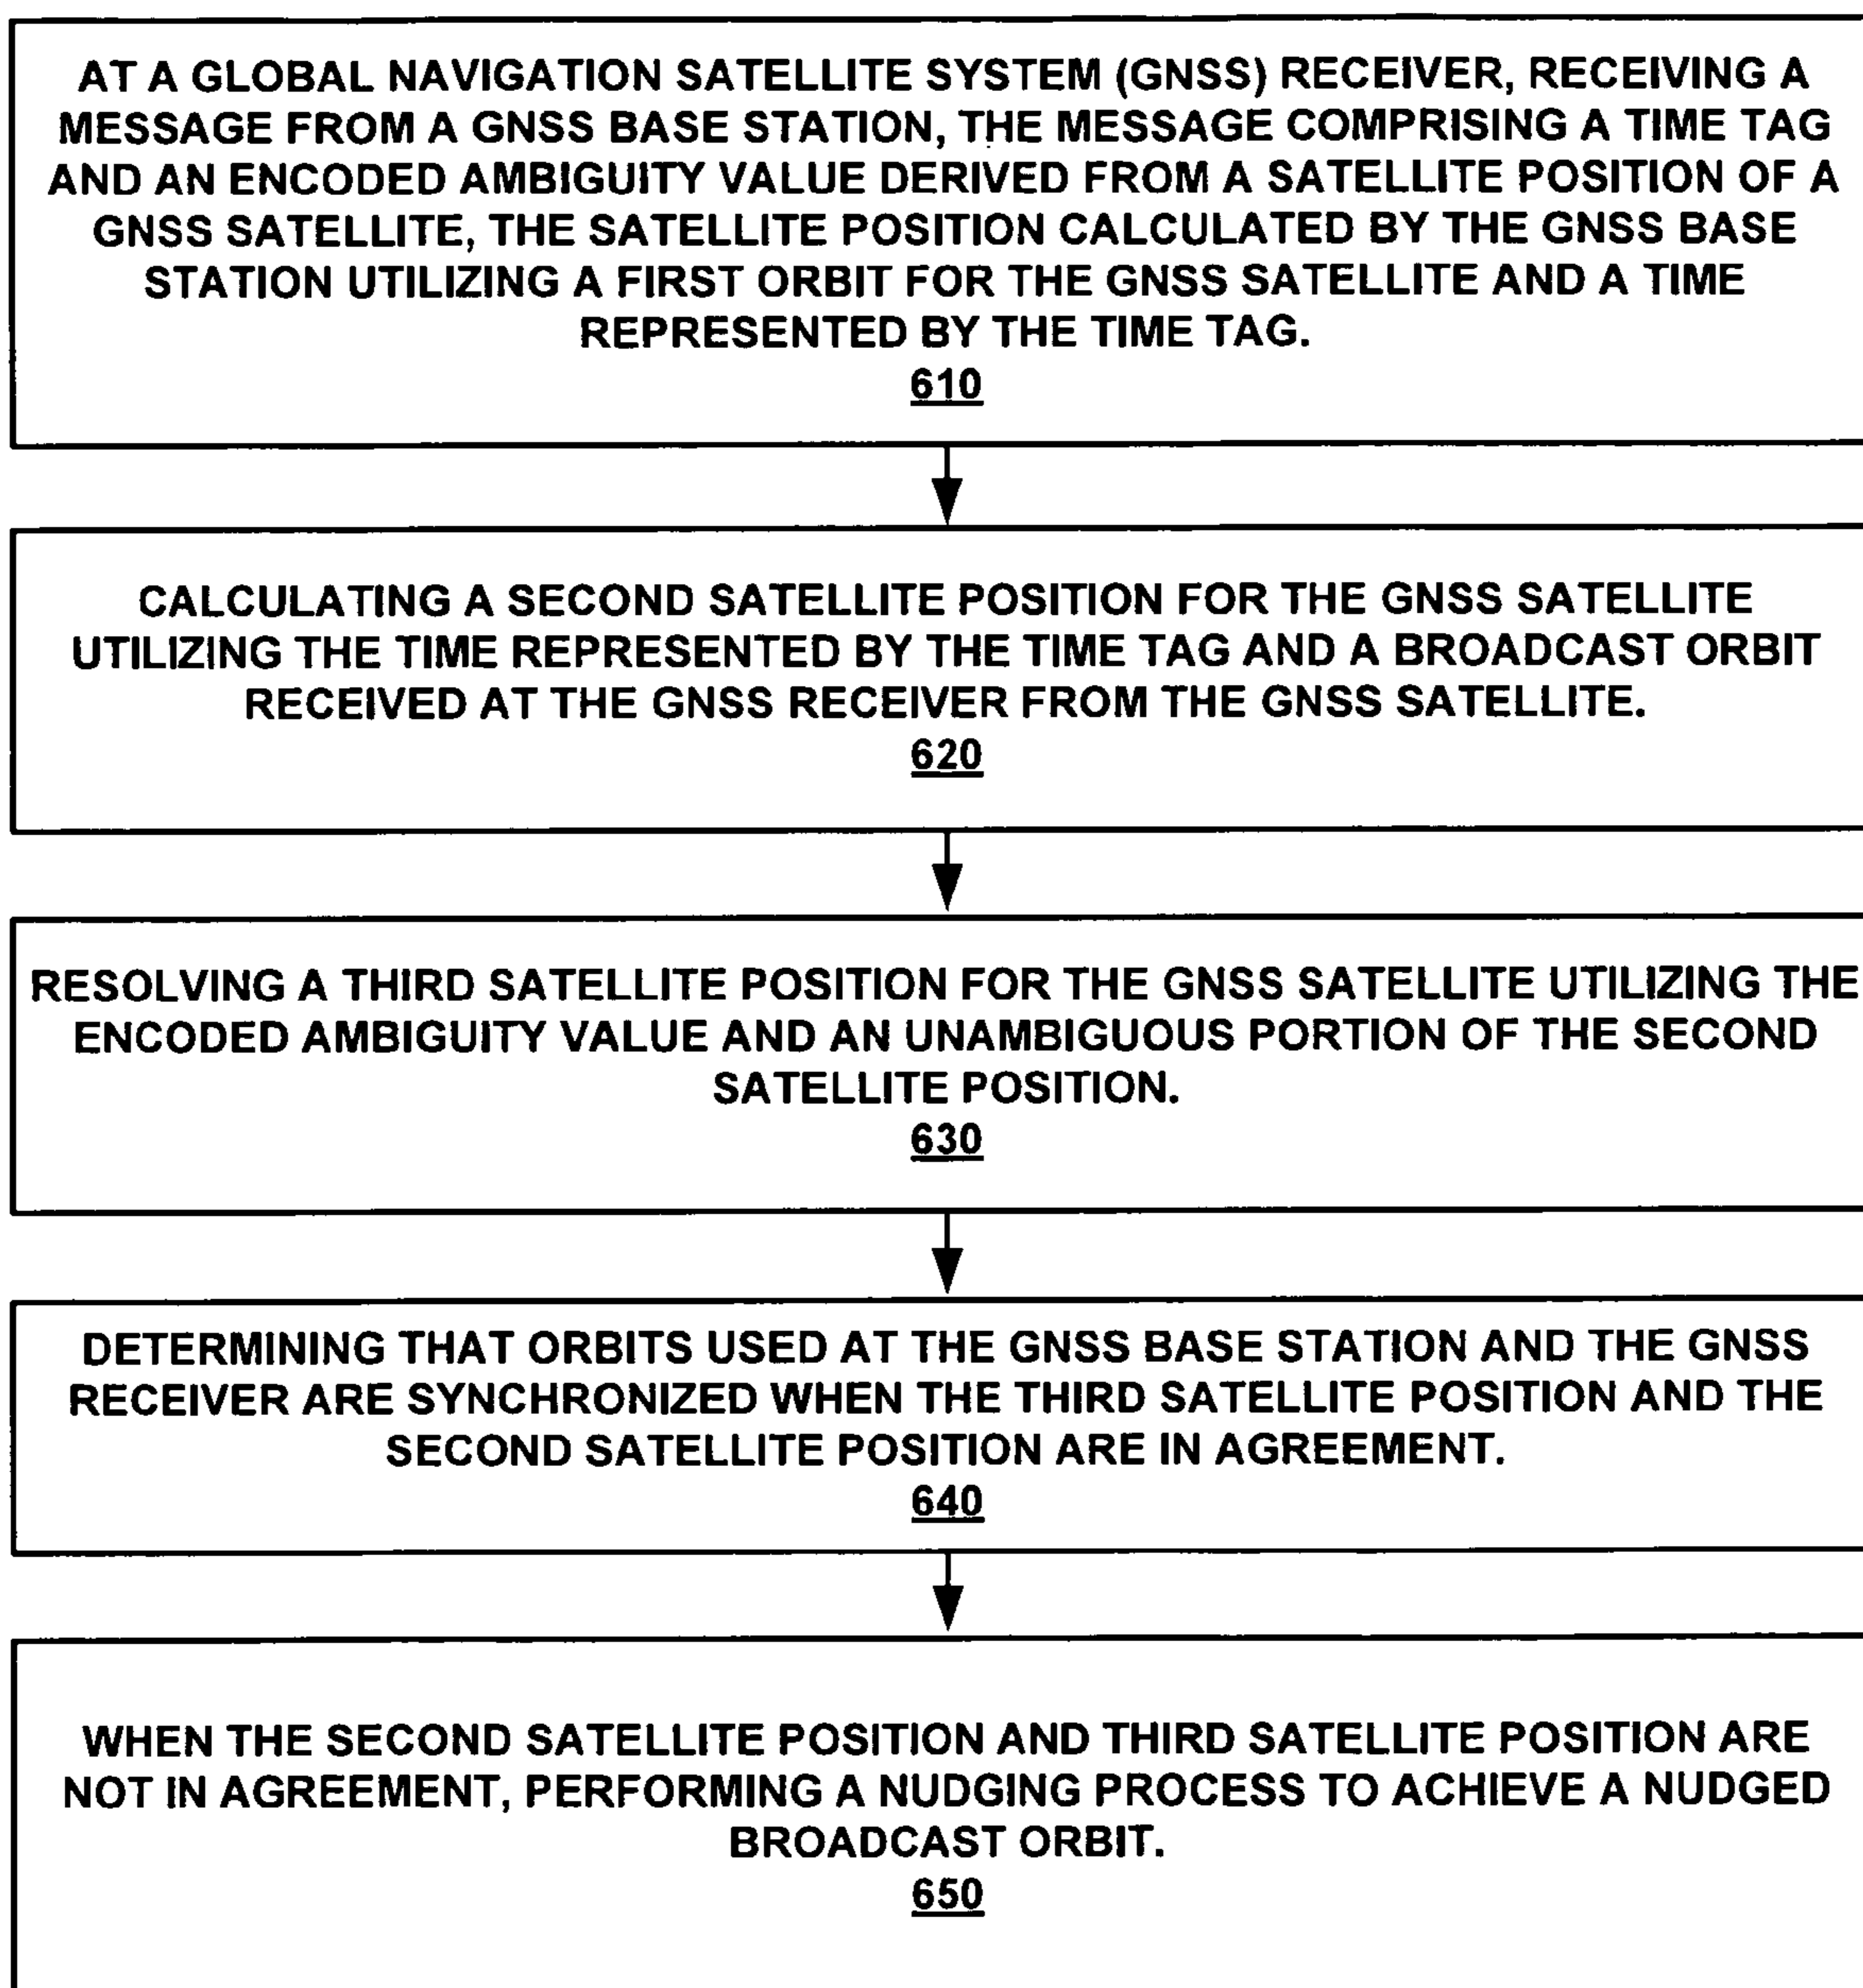 AT A GLOBAL NAVIGATION SATELLITE SYSTEM (GNSS) RECEIVER, RECEIVING A
MESSAGE FROM A GNSS BASE STATION, THE MESSAGE COMPRISING A TIME TAG
AND AN ENCODED AMBIGUITY VALUE DERIVED FROM A SATELLITE POSITION OF A
GNSS SATELLITE, THE SATELLITE POSITION CALCULATED BY THE GNSS BASE
STATION UTILIZING A FIRST ORBIT FOR THE GNSS SATELLITE AND A TIME
REPRESENTED BY THE TIME TAG.
610
CALCULATING A SECOND SATELLITE POSITION FOR THE GNSS SATELLITE
UTILIZING THE TIME REPRESENTED BY THE TIME TAG AND A BROADCAST ORBIT
RECEIVED AT THE GNSS RECEIVER FROM THE GNSS SATELLITE.
620
RESOLVING A THIRD SATELLITE POSITION FOR THE GNSS SATELLITE UTILIZING THE
ENCODED AMBIGUITY VALUE AND AN UNAMBIGUOUS PORTION OF THE SECOND
SATELLITE POSITION.
630
DETERMINING THAT ORBITS USED AT THE GNSS BASE STATION AND THE GNSS
RECEIVER ARE SYNCHRONIZED WHEN THE THIRD SATELLITE POSITION AND THE
SECOND SATELLITE POSITION ARE IN AGREEMENT.
640
WHEN THE SECOND SATELLITE POSITION AND THIRD SATELLITE POSITION ARE
NOT IN AGREEMENT, PERFORMING A NUDGING PROCESS TO ACHIEVE A NUDGED
BROADCAST ORBIT.
650